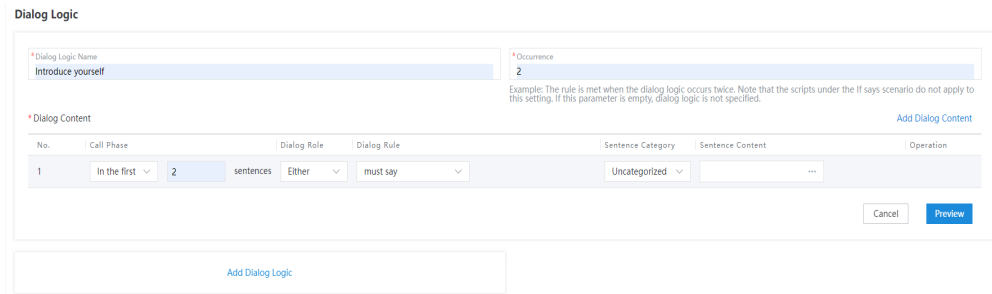 Dialog Logic
*Dialog Logic Name
Introduce yourself
*Occurrence
2
Example: The rule is met when the dialog logic occurs twice. Note that the scripts under the If says scenario do not apply to
this setting. If this parameter is empty, dialog logic is not specified.
* Dialog Content
Add Dialog Content
No. Call Phase Dialog Role Dialog Rule Sentence Category Sentence Content Operation
1 In the first 2 sentences Either must say Uncategorized ...
Cancel Preview
Add Dialog Logic